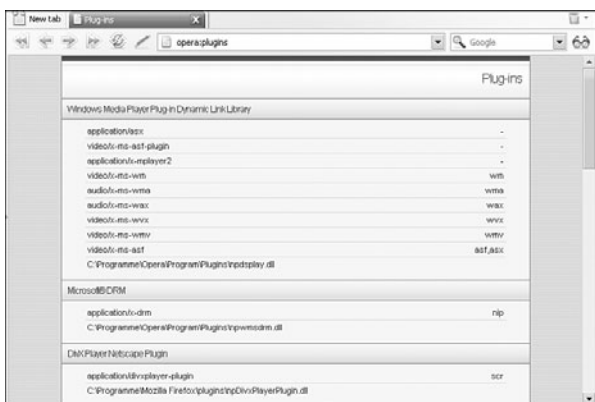 New tab Plug-ins x
opera:plugins Google
Plug-ins
Windows Media Player Plug-in Dynamic Link Library
application/asx -
video/x-ms-asf-plugin -
application/x-mplayer2 -
video/x-ms-wm wm
audio/x-ms-wma wma
audio/x-ms-wax wax
video/x-ms-wvx wvx
video/x-ms-wmv wmv
video/x-ms-asf asf,asx
C:\Programme\Opera\Program\Plugins\npdsplay.dll
Microsoft® DRM
application/x-drm nip
C:\Programme\Opera\Program\Plugins\npwmsdrm.dll
DivX Player Netscape Plugin
application/divxplayer-plugin scr
C:\Programme\Mozilla Firefox\plugins\npDivxPlayerPlugin.dll